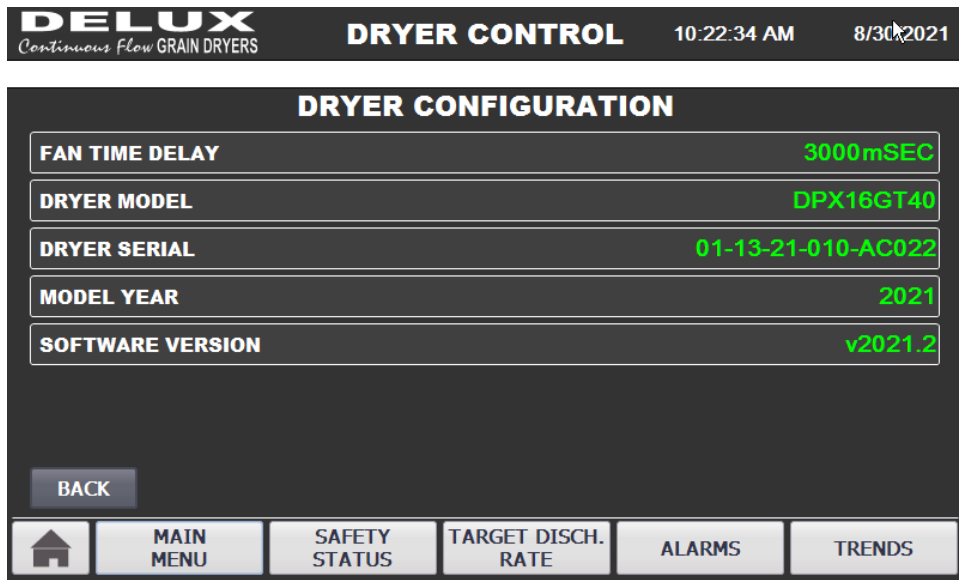 DELUX
Continuous Flow GRAIN DRYERS
DRYER CONTROL
10:22:34 AM
8/30/2021
DRYER CONFIGURATION
FAN TIME DELAY 3000mSEC
DRYER MODEL DPX16GT40
DRYER SERIAL 01-13-21-010-AC022
MODEL YEAR 2021
SOFTWARE VERSION v2021.2
BACK
MAIN
MENU
SAFETY
STATUS
TARGET DISCH.
RATE
ALARMS
TRENDS